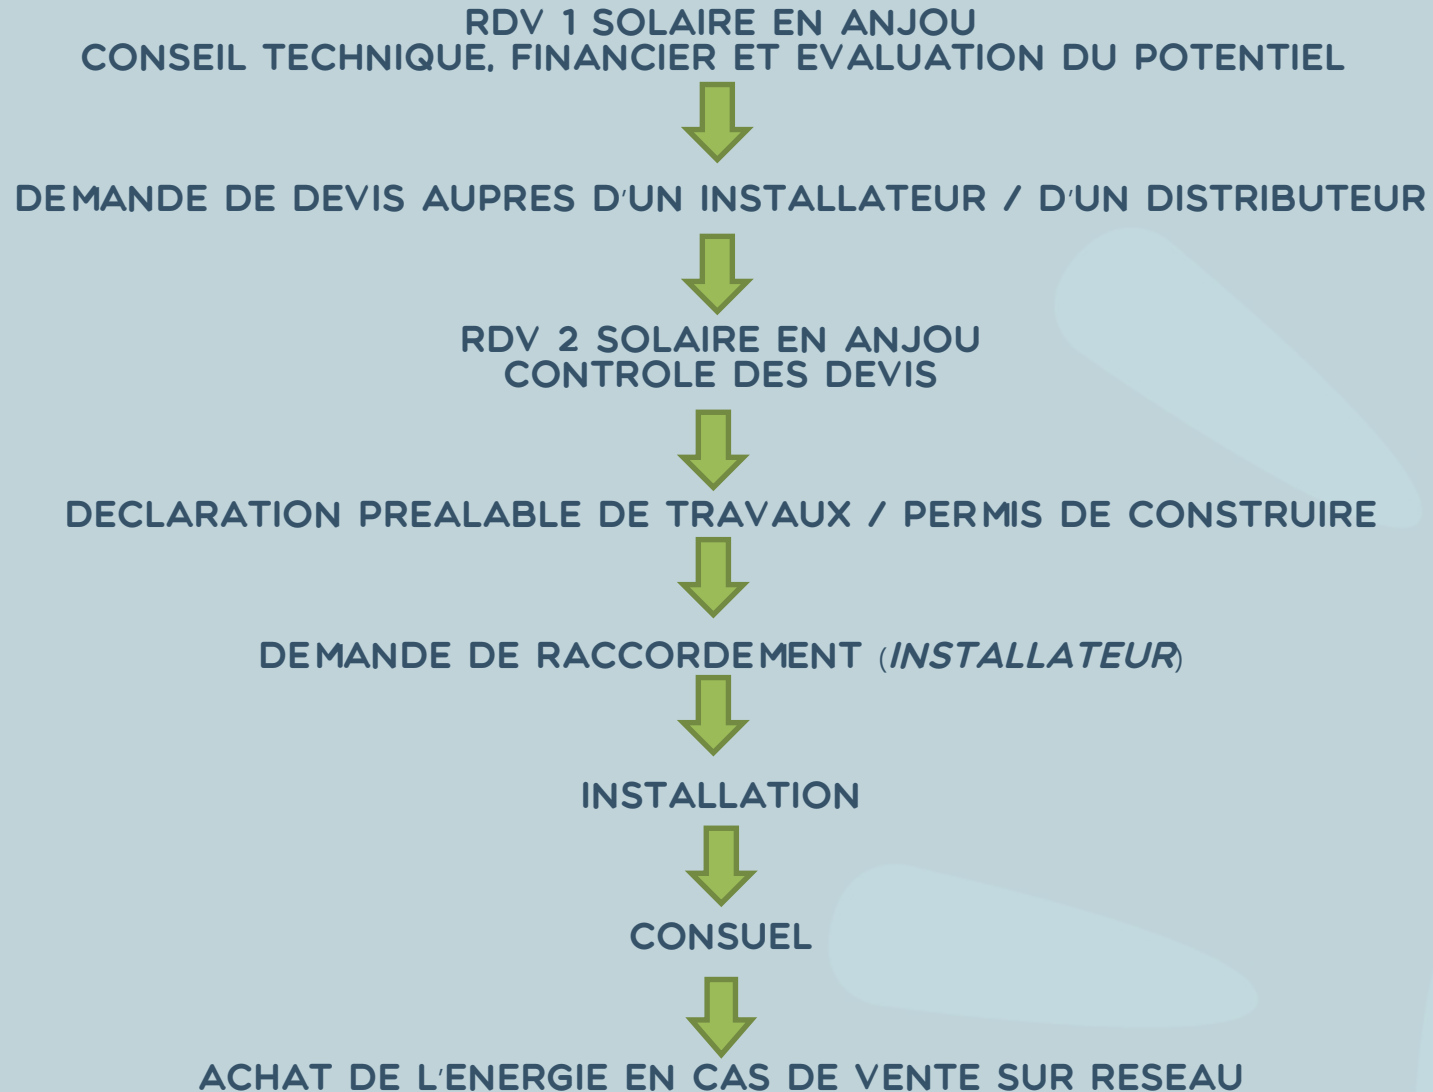 RDV 1 SOLAIRE EN ANJOU
CONSEIL TECHNIQUE, FINANCIER ET EVALUATION DU POTENTIEL
DEMANDE DE DEVIS AUPRES D'UN INSTALLATEUR / D'UN DISTRIBUTEUR
RDV 2 SOLAIRE EN ANJOU
CONTROLE DES DEVIS
DECLARATION PREALABLE DE TRAVAUX / PERMIS DE CONSTRUIRE
DEMANDE DE RACCORDEMENT (INSTALLATEUR)
INSTALLATION
CONSUEL
ACHAT DE L'ENERGIE EN CAS DE VENTE SUR RESEAU